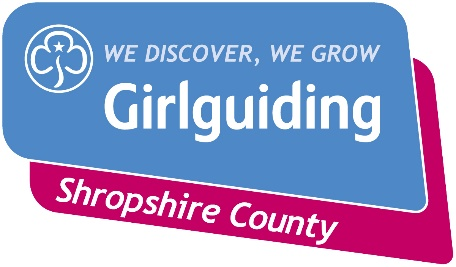 WE DISCOVER, WE GROW
Girlguiding
Shropshire County